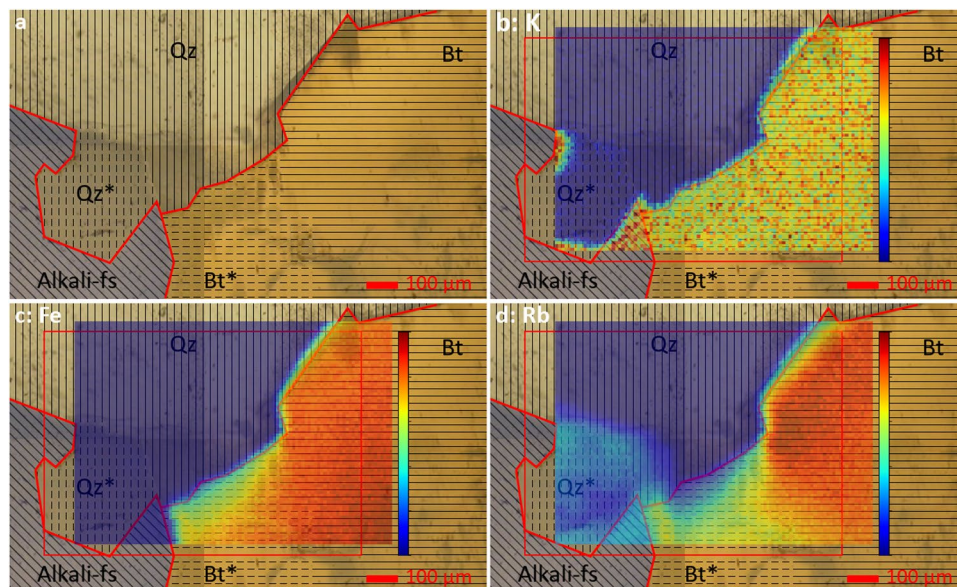 a
Qz
Bt
Qz*
Alkali-fs
Bt*
100 µm
b: K
Qz
Bt
Qz*
Alkali-fs
Bt*
100 µm
c: Fe
Qz
Bt
Qz*
Alkali-fs
Bt*
100 µm
d: Rb
Qz
Bt
Qz*
Alkali-fs
Bt*
100 µm